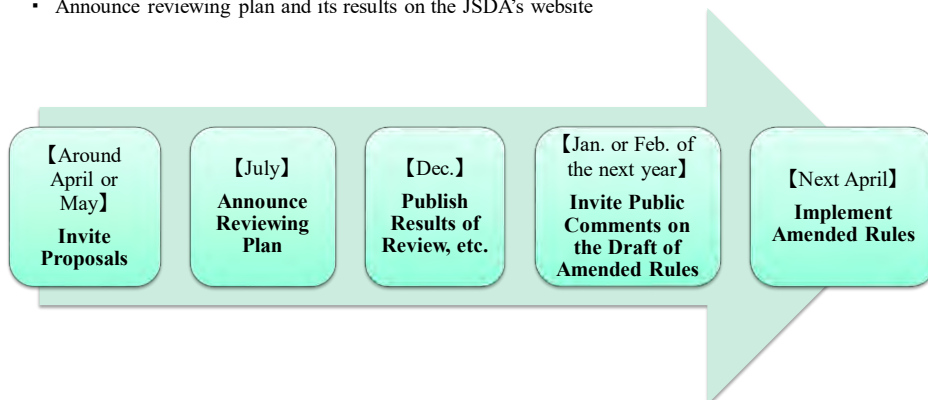 ▪ Announce reviewing plan and its results on the JSDA's website
【Around
April or
May】
Invite
Proposals
【July】
Announce
Reviewing
Plan
【Dec.】
Publish
Results of
Review, etc.
【Jan. or Feb. of
the next year】
Invite Public
Comments on
the Draft of
Amended Rules
【Next April】
Implement
Amended Rules